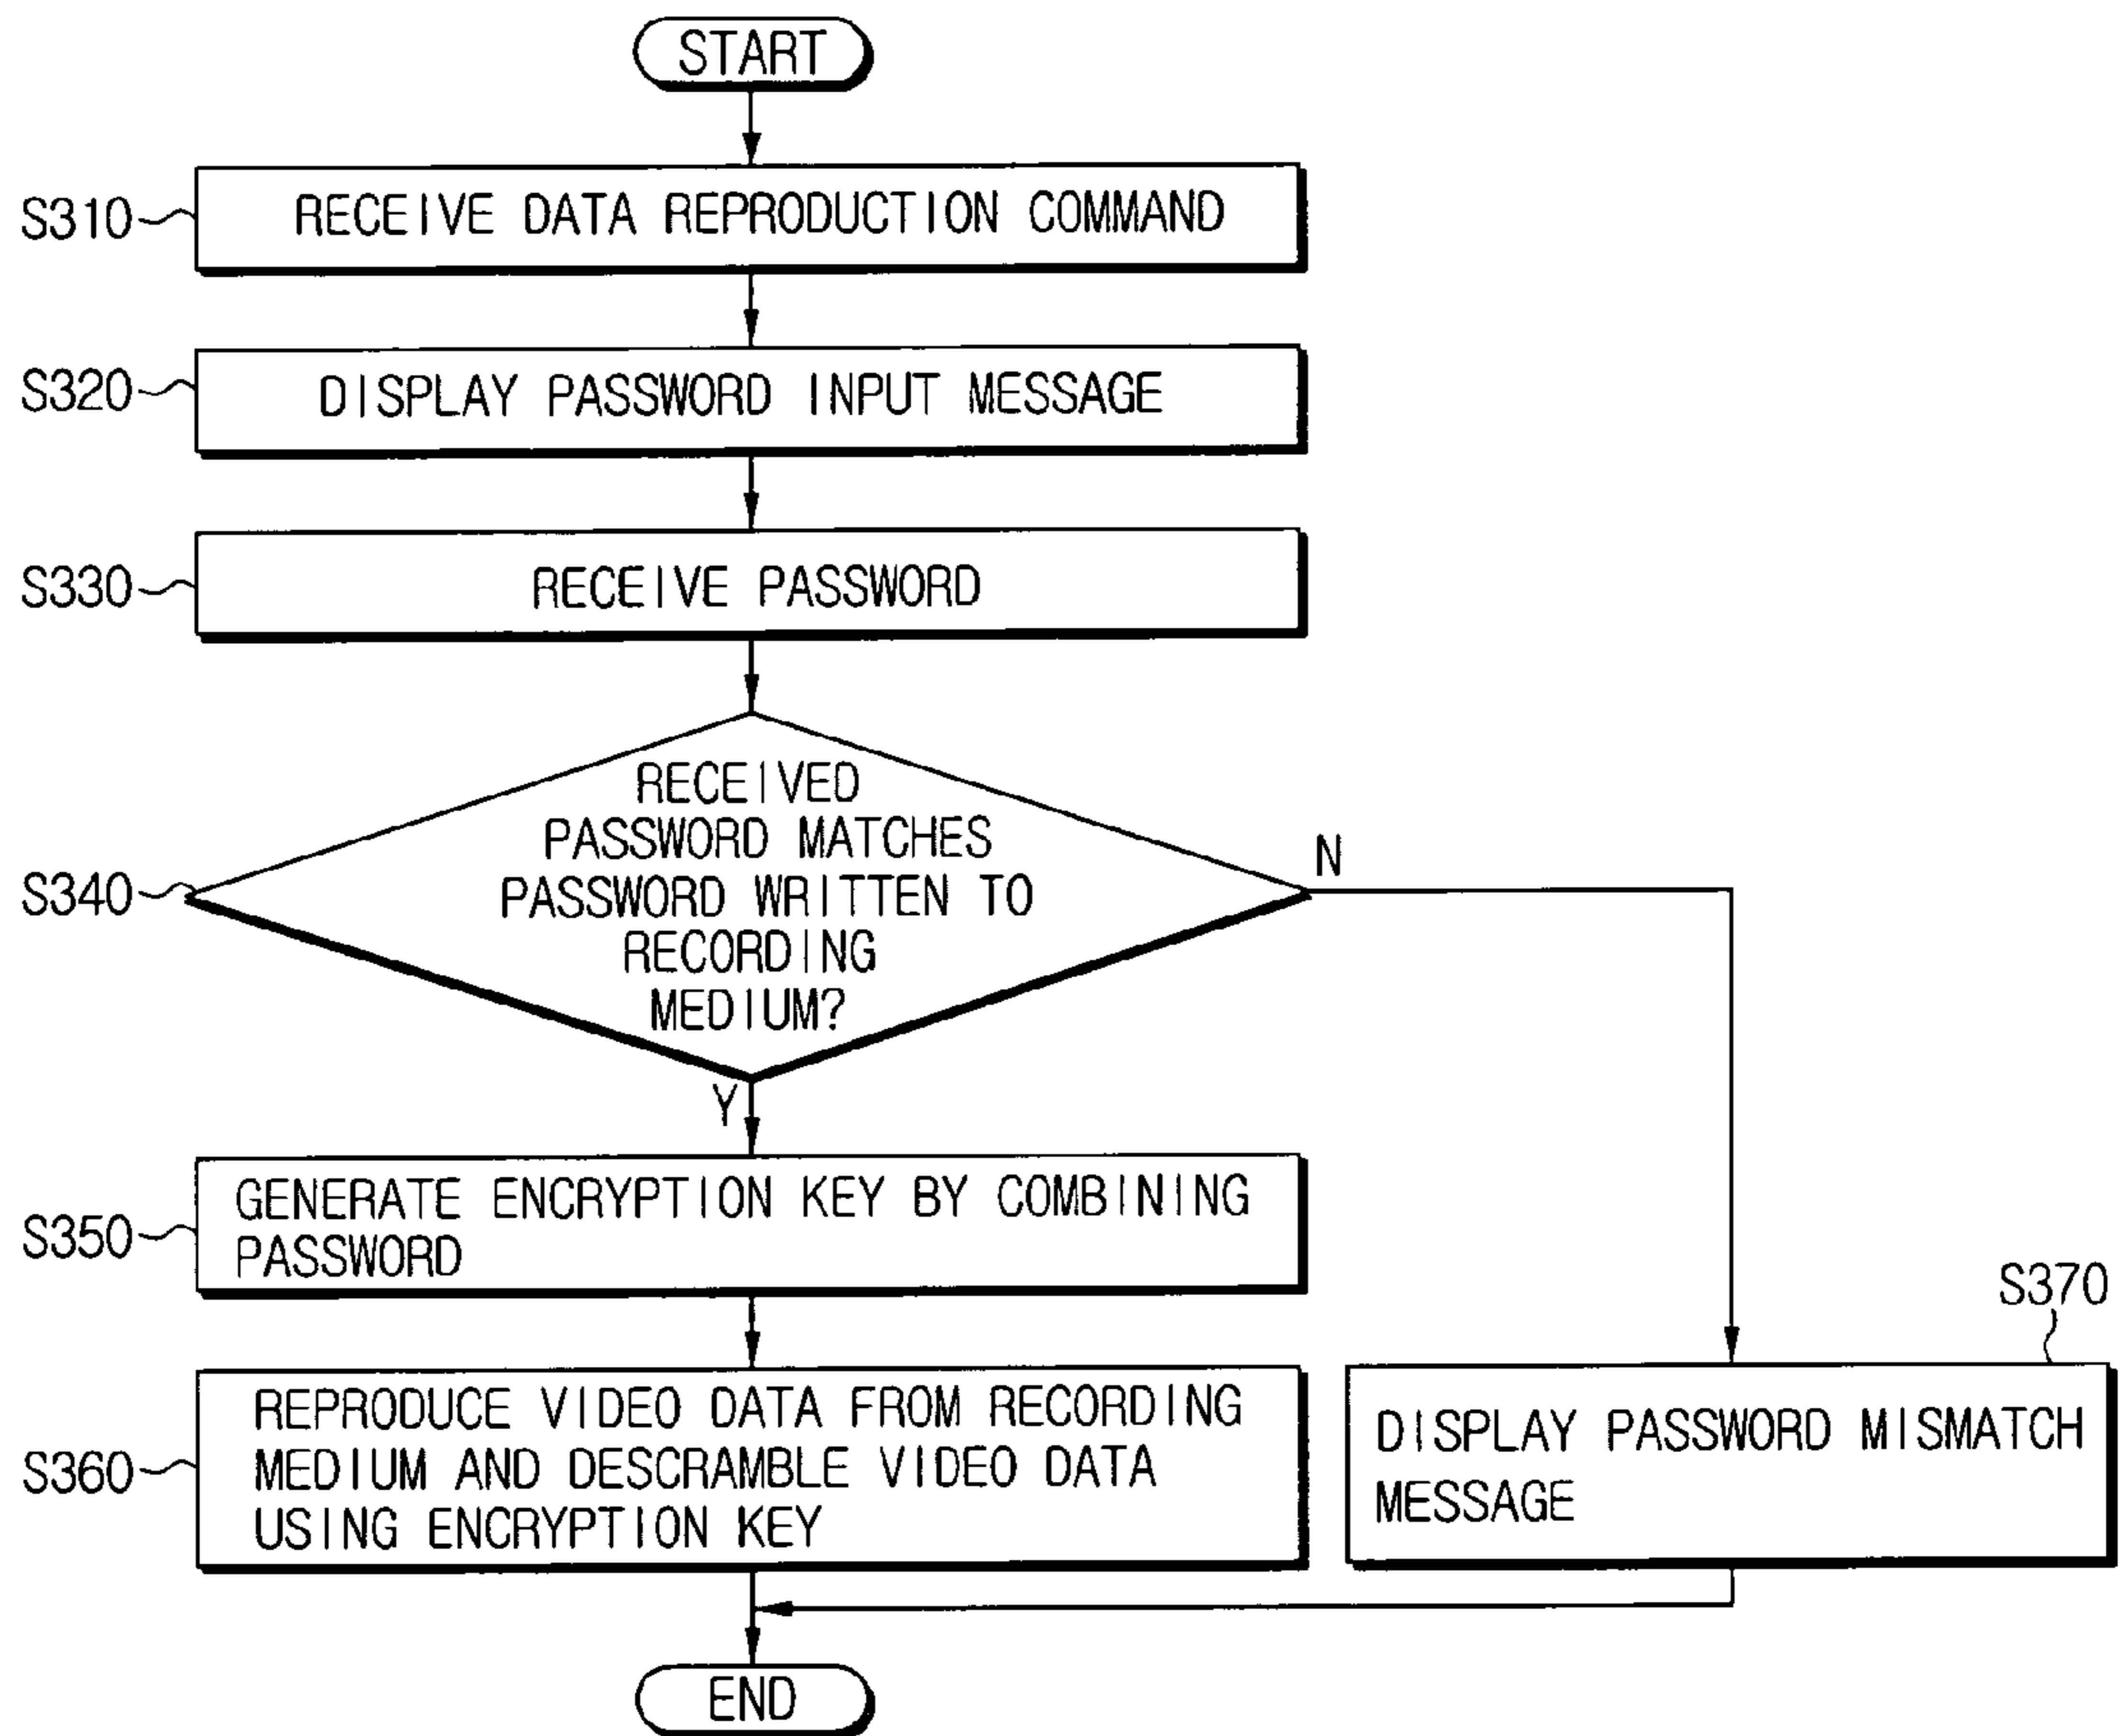 START
S310
RECEIVE DATA REPRODUCTION COMMAND
S320
DISPLAY PASSWORD INPUT MESSAGE
S330
RECEIVE PASSWORD
S340
RECEIVED
PASSWORD MATCHES
PASSWORD WRITTEN TO
RECORDING
MEDIUM?
N
Y
S350
GENERATE ENCRYPTION KEY BY COMBINING
PASSWORD
S360
REPRODUCE VIDEO DATA FROM RECORDING
MEDIUM AND DESCRAMBLE VIDEO DATA
USING ENCRYPTION KEY
S370
DISPLAY PASSWORD MISMATCH
MESSAGE
END